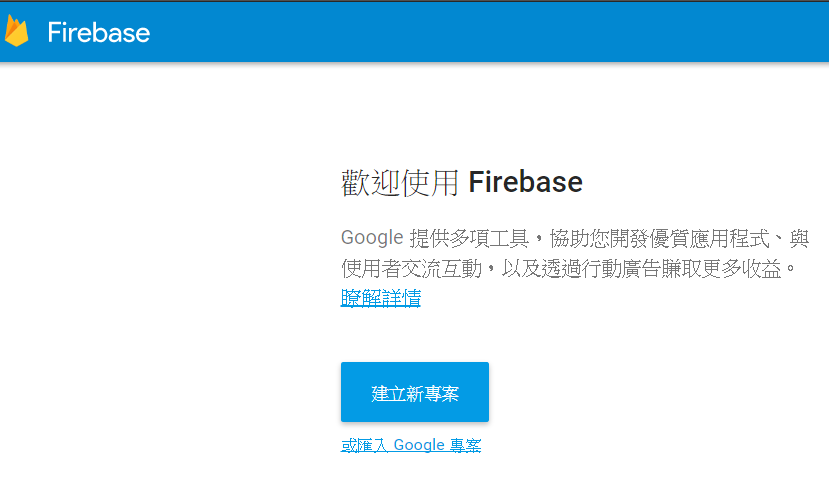 Firebase
歡迎使用 Firebase
Google 提供多項工具，協助您開發優質應用程式、與
使用者交流互動，以及透過行動廣告賺取更多收益。
瞭解詳情
建立新專案
或匯入 Google 專案